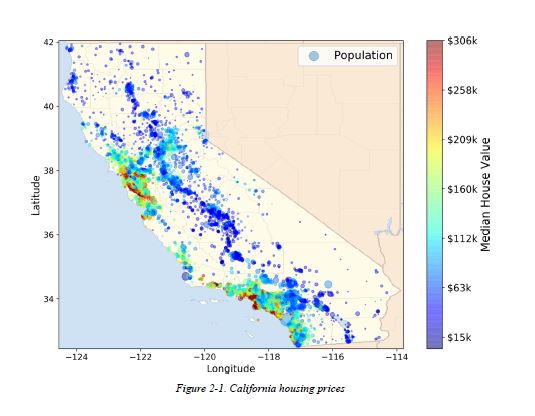 42
40
38
36
34
Latitude
−124
−122
−120
−118
−116
−114
Longitude
Population
$306k
$258k
$209k
$160k
$112k
$63k
$15k
Median House Value
Figure 2-1. California housing prices